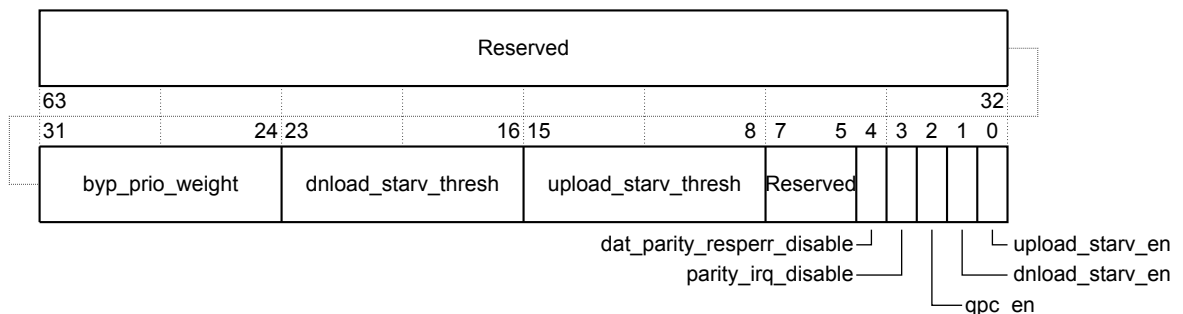 Reserved
63 32
31 24 23 16 15 8 7 5 4 3 2 1 0
byp_prio_weight dnload_starv_thresh upload_starv_thresh Reserved
dat_parity_resperr_disable upload_starv_en
parity_irq_disable dnload_starv_en
qpc_en